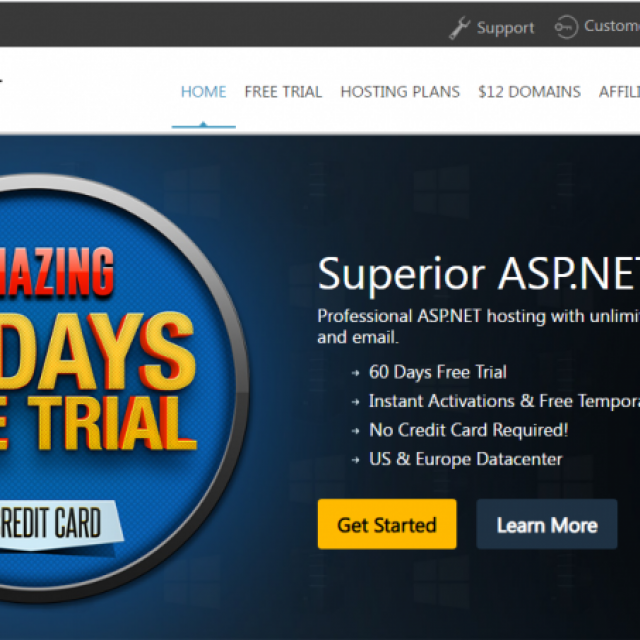 Support Custome
HOME FREE TRIAL HOSTING PLANS $12 DOMAINS AFFILI
MAZING
DAYS
E TRIAL
REDIT CARD
Superior ASP.NET
Professional ASP.NET hosting with unlimit
and email.
60 Days Free Trial
Instant Activations & Free Tempora
No Credit Card Required!
US & Europe Datacenter
Get Started Learn More